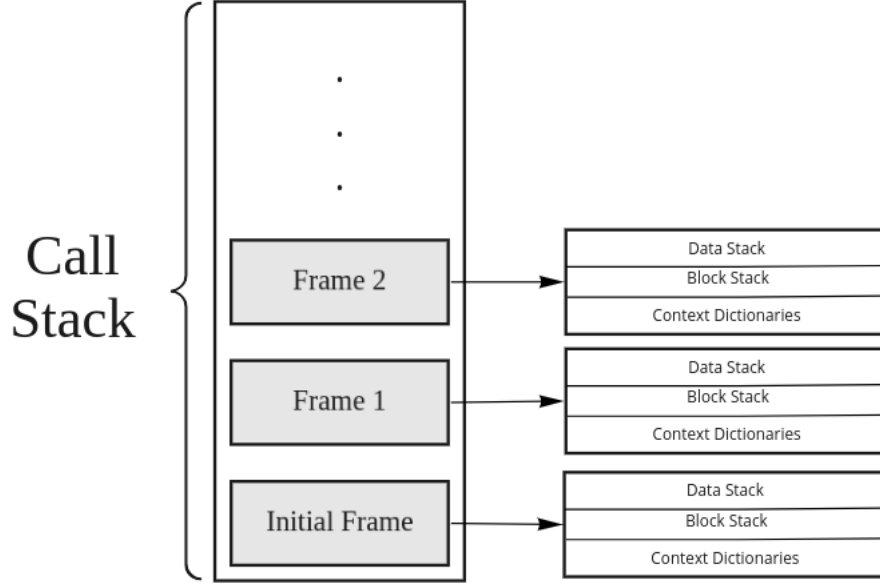 Call
Stack
Frame 2
Data Stack
Block Stack
Context Dictionaries
Frame 1
Data Stack
Block Stack
Context Dictionaries
Initial Frame
Data Stack
Block Stack
Context Dictionaries